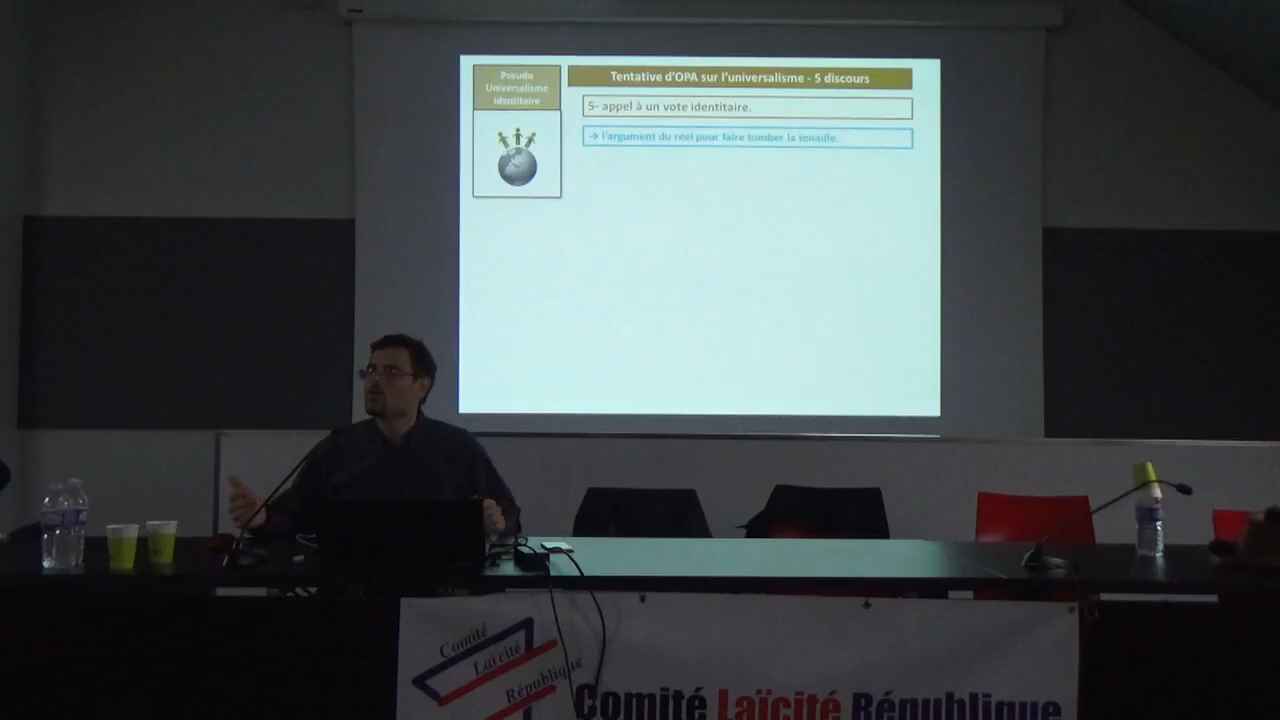 Pseudo
Universalisme
identitaire
Tentative d'OPA sur l'universalisme - 5 discours
5- appel à un vote identitaire.
→ l'argument du réel pour faire tomber la tenaille.
Comité
Laïcité
République
Comité Laïcité République